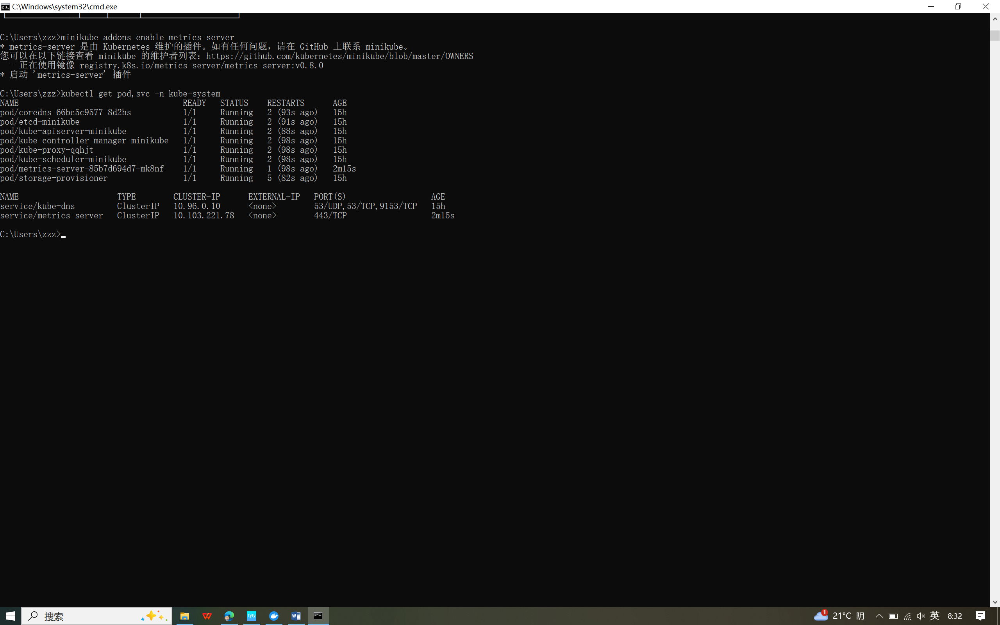 C:\Windows\system32\cmd.exe
C:\Users\zzz>minikube addons enable metrics-server
* metrics-server 是由 Kubernetes 维护的插件。如有任何问题，请在 GitHub 上联系 minikube。
您可以在以下链接查看 minikube 的维护者列表：https://github.com/kubernetes/minikube/blob/master/OWNERS
  - 正在使用镜像 registry.k8s.io/metrics-server/metrics-server:v0.8.0
* 启动 'metrics-server' 插件
C:\Users\zzz>kubectl get pod,svc -n kube-system
NAME READY STATUS RESTARTS AGE
pod/coredns-66bc5c9577-8d2bs 1/1 Running 2 (93s ago) 15h
pod/etcd-minikube 1/1 Running 2 (91s ago) 15h
pod/kube-apiserver-minikube 1/1 Running 2 (88s ago) 15h
pod/kube-controller-manager-minikube 1/1 Running 2 (98s ago) 15h
pod/kube-proxy-qqhjt 1/1 Running 2 (98s ago) 15h
pod/kube-scheduler-minikube 1/1 Running 2 (98s ago) 15h
pod/metrics-server-85b7d694d7-mk8nf 1/1 Running 1 (98s ago) 2m15s
pod/storage-provisioner 1/1 Running 5 (82s ago) 15h
NAME TYPE CLUSTER-IP EXTERNAL-IP PORT(S) AGE
service/kube-dns ClusterIP 10.96.0.10 <none> 53/UDP,53/TCP,9153/TCP 15h
service/metrics-server ClusterIP 10.103.221.78 <none> 443/TCP 2m15s
C:\Users\zzz>
搜索
Tyty
1
21°C 阴
英
8:32